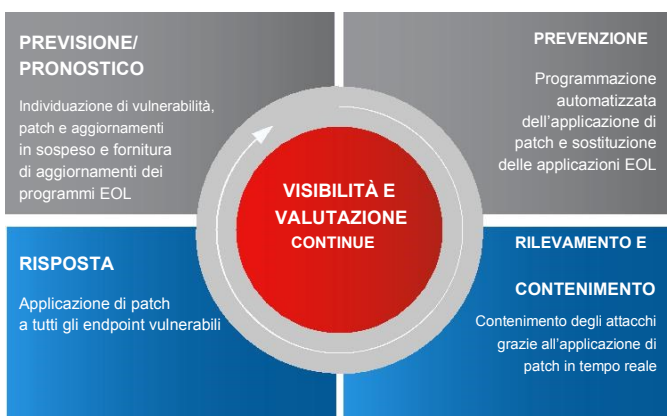 PREVISIONE/
PRONOSTICO
Individuazione di vulnerabilità,
patch e aggiornamenti
in sospeso e fornitura
di aggiornamenti dei
programmi EOL
PREVENZIONE
Programmazione
automatizzata
dell'applicazione di
patch e sostituzione
delle applicazioni EOL
VISIBILITÀ E
VALUTAZIONE
CONTINUE
RISPOSTA
Applicazione di patch
a tutti gli endpoint vulnerabili
RILEVAMENTO E
CONTENIMENTO
Contenimento degli attacchi
grazie all'applicazione di
patch in tempo reale